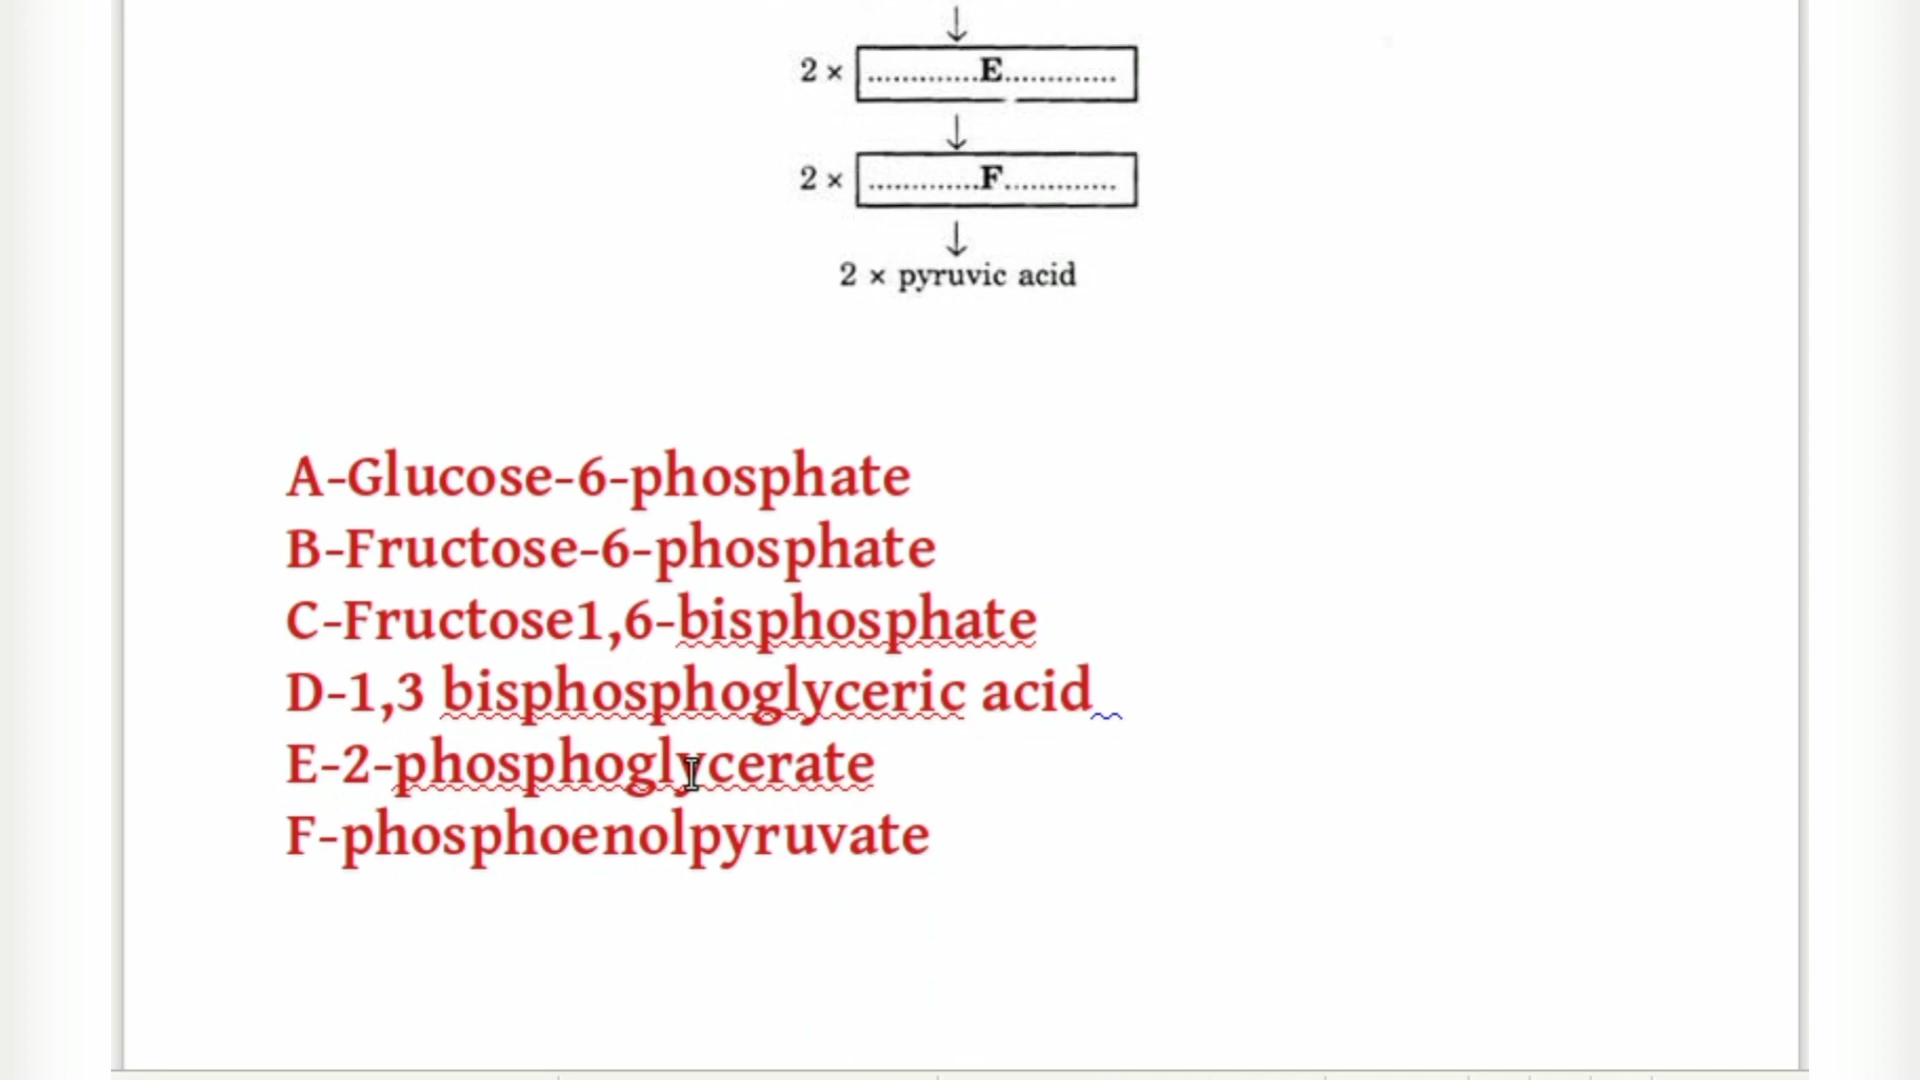 2 × .............E.............
2 × .............F.............
2 × pyruvic acid
A-Glucose-6-phosphate
B-Fructose-6-phosphate
C-Fructose1,6-bisphosphate
D-1,3 bisphosphoglyceric acid
E-2-phosphoglycerate
F-phosphoenolpyruvate